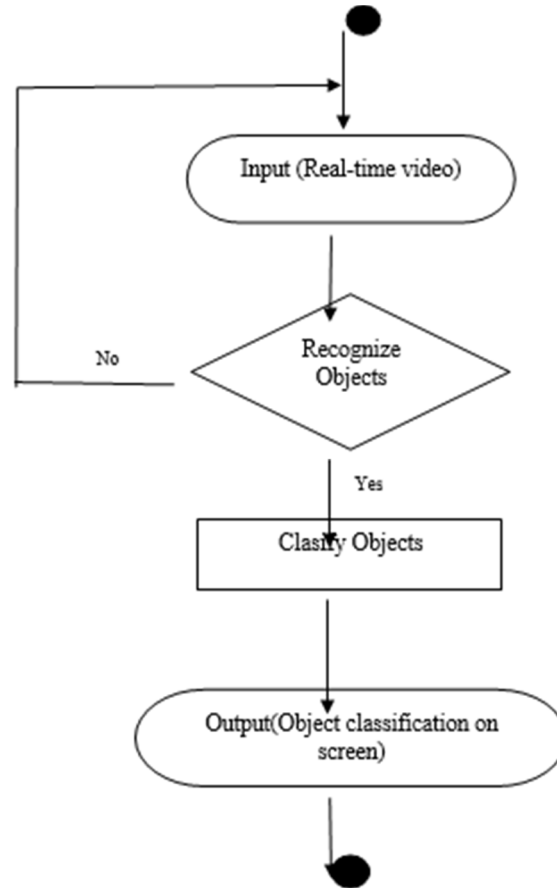 Input (Real-time video)
Recognize
Objects
No
Yes
Clasify Objects
Output(Object classification on
screen)